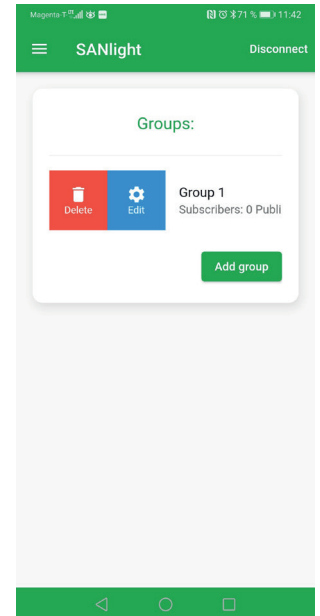 Magenta-T- 71 % 11:42
SANlight Disconnect
Groups:
Delete
Edit
Group 1
Subscribers: 0 Publi
Add group